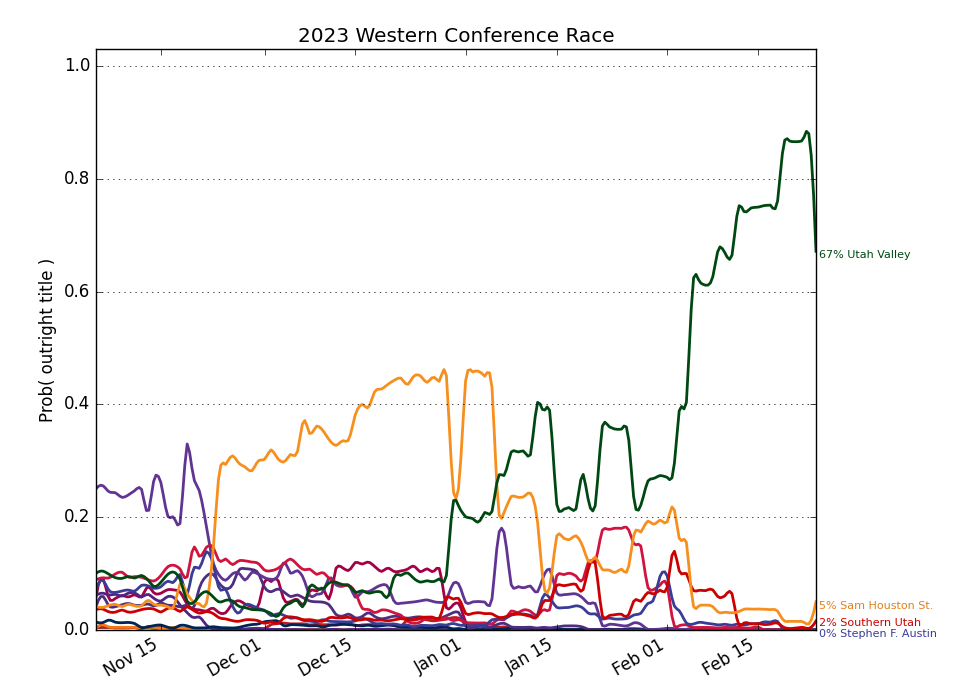 2023 Western Conference Race
Prob( outright title )
1.0
0.8
0.6
0.4
0.2
0.0
67% Utah Valley
5% Sam Houston St.
2% Southern Utah
0% Stephen F. Austin
Nov 15
Dec 01
Dec 15
Jan 01
Jan 15
Feb 01
Feb 15